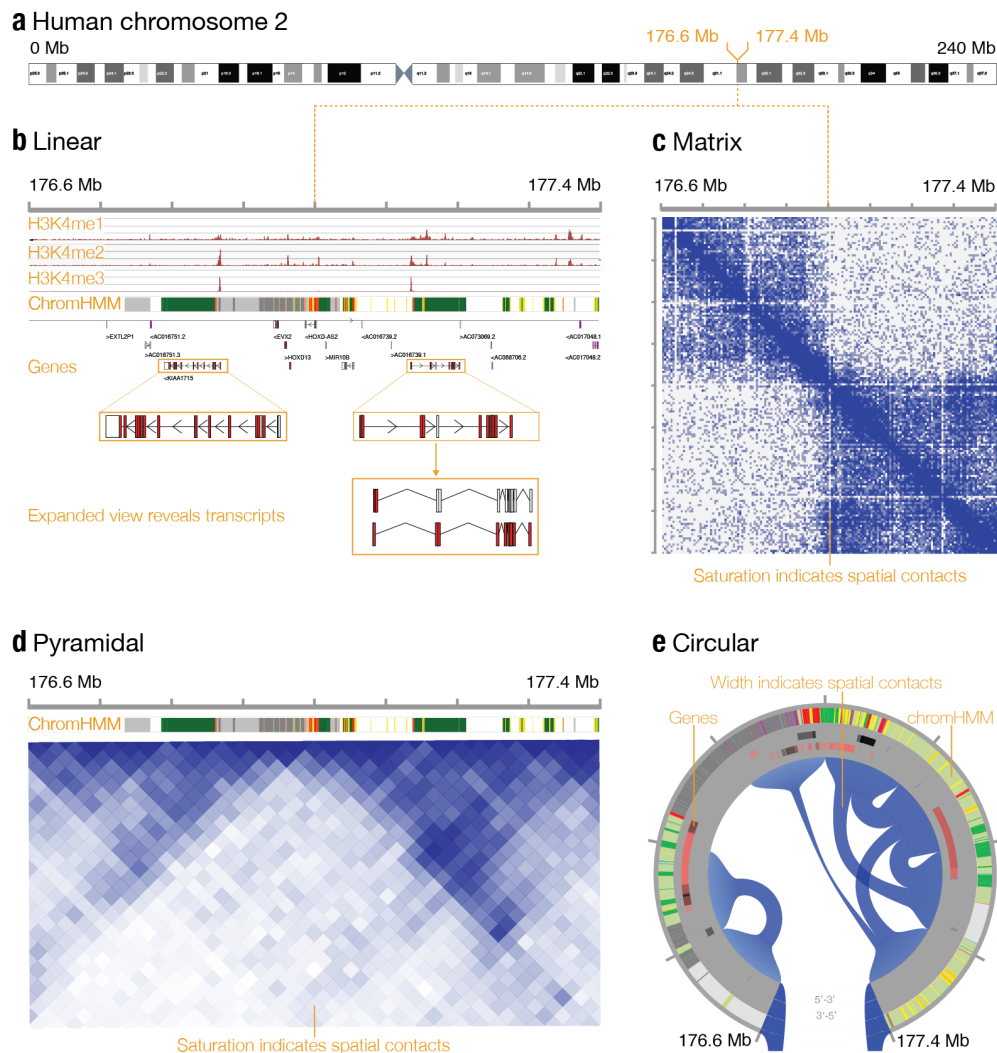 a Human chromosome 2
0 Mb
176.6 Mb 177.4 Mb
240 Mb
b Linear
176.6 Mb 177.4 Mb
H3K4me1
H3K4me2
H3K4me3
ChromHMM
>EXTL2P1 <AC016751.2 <EVX2 <HOXD-AS2 <AC016739.2 >AC073069.2 <AC017048.1
>AC016751.3 >HOXD13 >MIR10B >AC016739.1 <AC068706.2 <AC017048.2
Genes
<KIAA1715
Expanded view reveals transcripts
c Matrix
176.6 Mb 177.4 Mb
Saturation indicates spatial contacts
d Pyramidal
176.6 Mb 177.4 Mb
ChromHMM
Saturation indicates spatial contacts
e Circular
Width indicates spatial contacts
Genes chromHMM
5'-3'
3'-5'
176.6 Mb 177.4 Mb